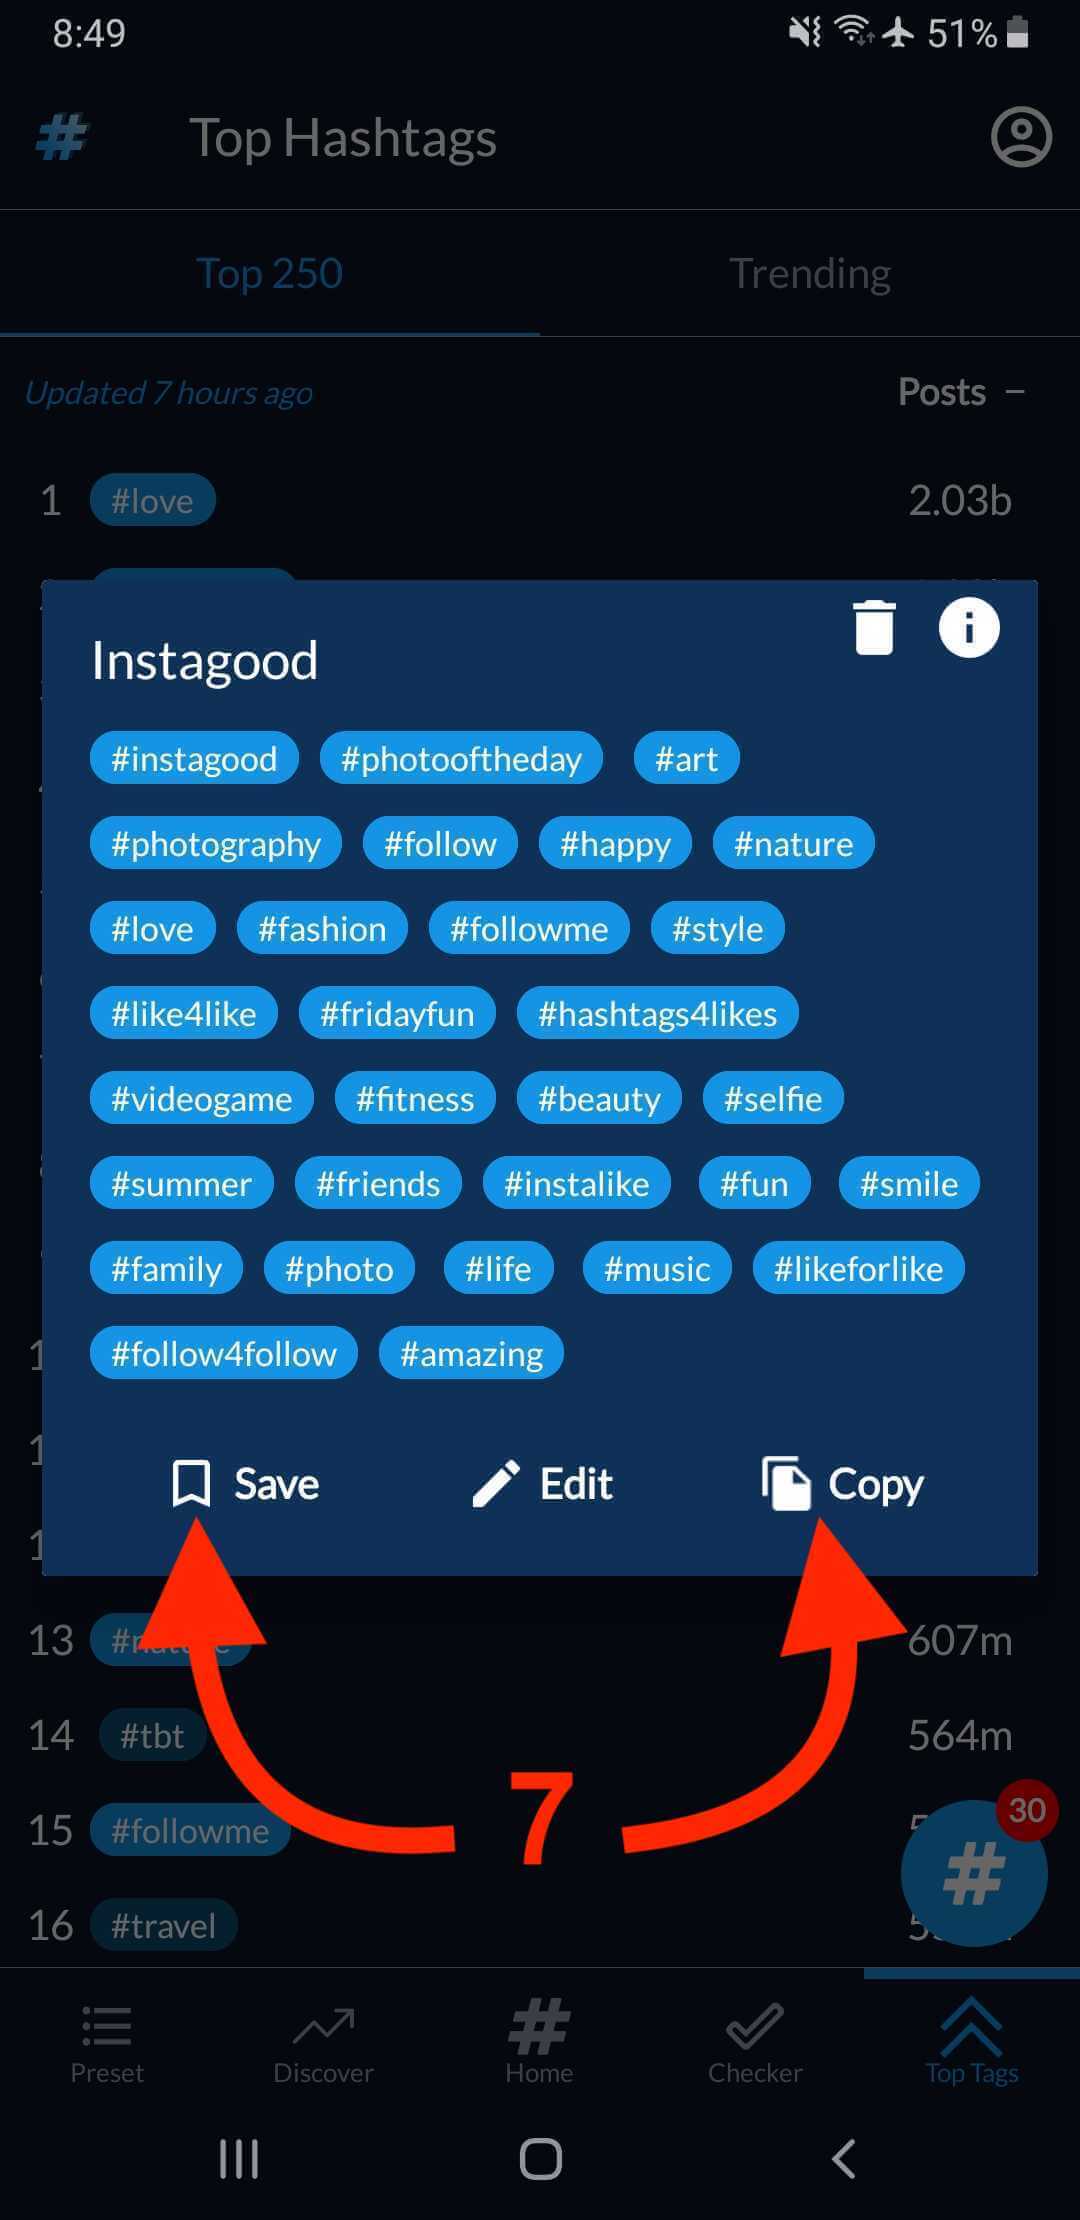 8:49 51%
# Top Hashtags
Top 250 Trending
Updated 7 hours ago Posts –
1 #love 2.03b
Instagood
#instagood #photooftheday #art
#photography #follow #happy #nature
#love #fashion #followme #style
#like4like #fridayfun #hashtags4likes
#videogame #fitness #beauty #selfie
#summer #friends #instalike #fun #smile
#family #photo #life #music #likeforlike
#follow4follow #amazing
Save Edit Copy
13 607m
14 #tbt 564m
7
30
15 #followme
#
16 #travel
Preset Discover Home Checker Top Tags